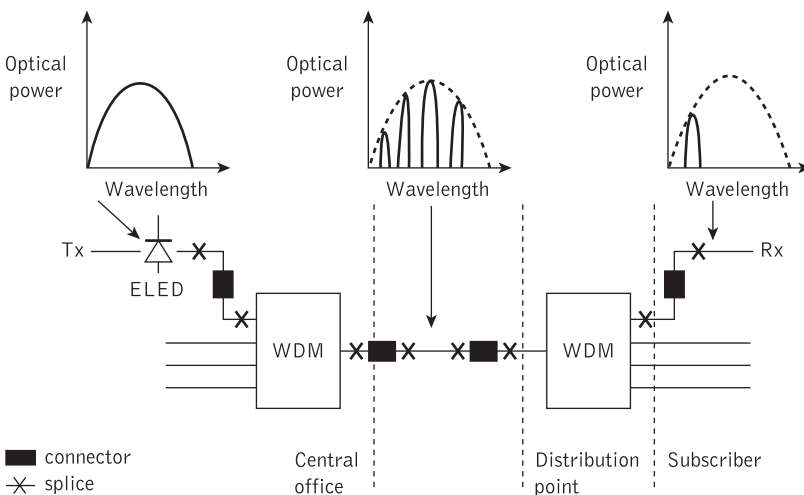 Optical
power
Wavelength
Optical
power
Wavelength
Optical
power
Wavelength
Tx
ELED
Rx
WDM
WDM
connector
splice
Central
office
Distribution
point
Subscriber